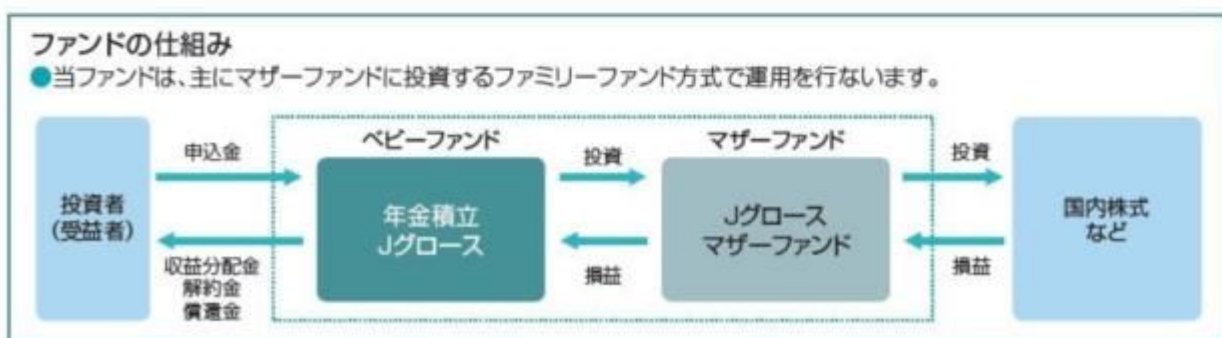 ファンドの仕組み
●当ファンドは、主にマザーファンドに投資するファミリーファンド方式で運用を行ないます。
投資者
(受益者)
申込金
収益分配金
解約金
償還金
ベビーファンド
年金積立
Jグロース
投資
損益
マザーファンド
Jグロース
マザーファンド
投資
損益
国内株式
など